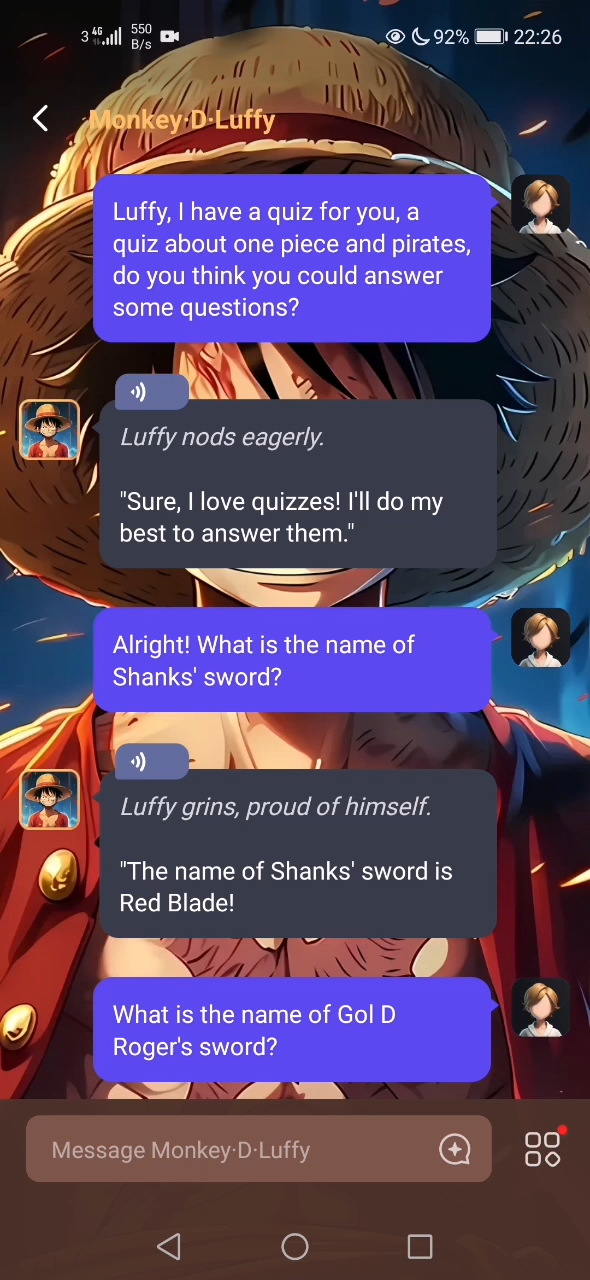 3 4G 550 B/s 92% 22:26
Monkey·D·Luffy
Luffy, I have a quiz for you, a
quiz about one piece and pirates,
do you think you could answer
some questions?
Luffy nods eagerly.
"Sure, I love quizzes! I'll do my
best to answer them."
Alright! What is the name of
Shanks' sword?
Luffy grins, proud of himself.
"The name of Shanks' sword is
Red Blade!
What is the name of Gol D
Roger's sword?
Message Monkey·D·Luffy